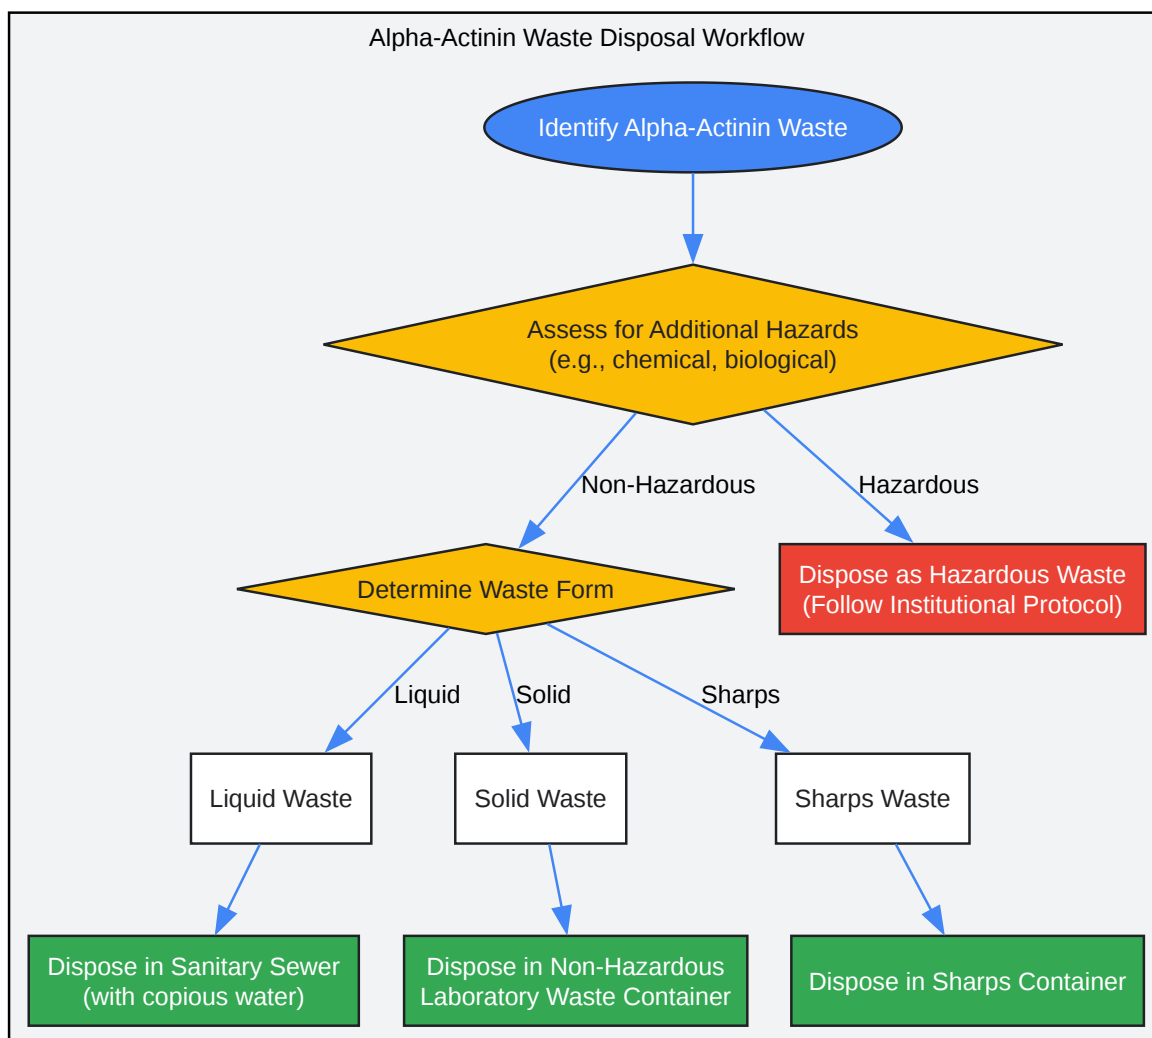 Alpha-Actinin Waste Disposal Workflow
Identify Alpha-Actinin Waste
Assess for Additional Hazards
(e.g., chemical, biological)
Non-Hazardous
Hazardous
Determine Waste Form
Dispose as Hazardous Waste
(Follow Institutional Protocol)
Liquid
Solid
Sharps
Liquid Waste
Solid Waste
Sharps Waste
Dispose in Sanitary Sewer
(with copious water)
Dispose in Non-Hazardous
Laboratory Waste Container
Dispose in Sharps Container